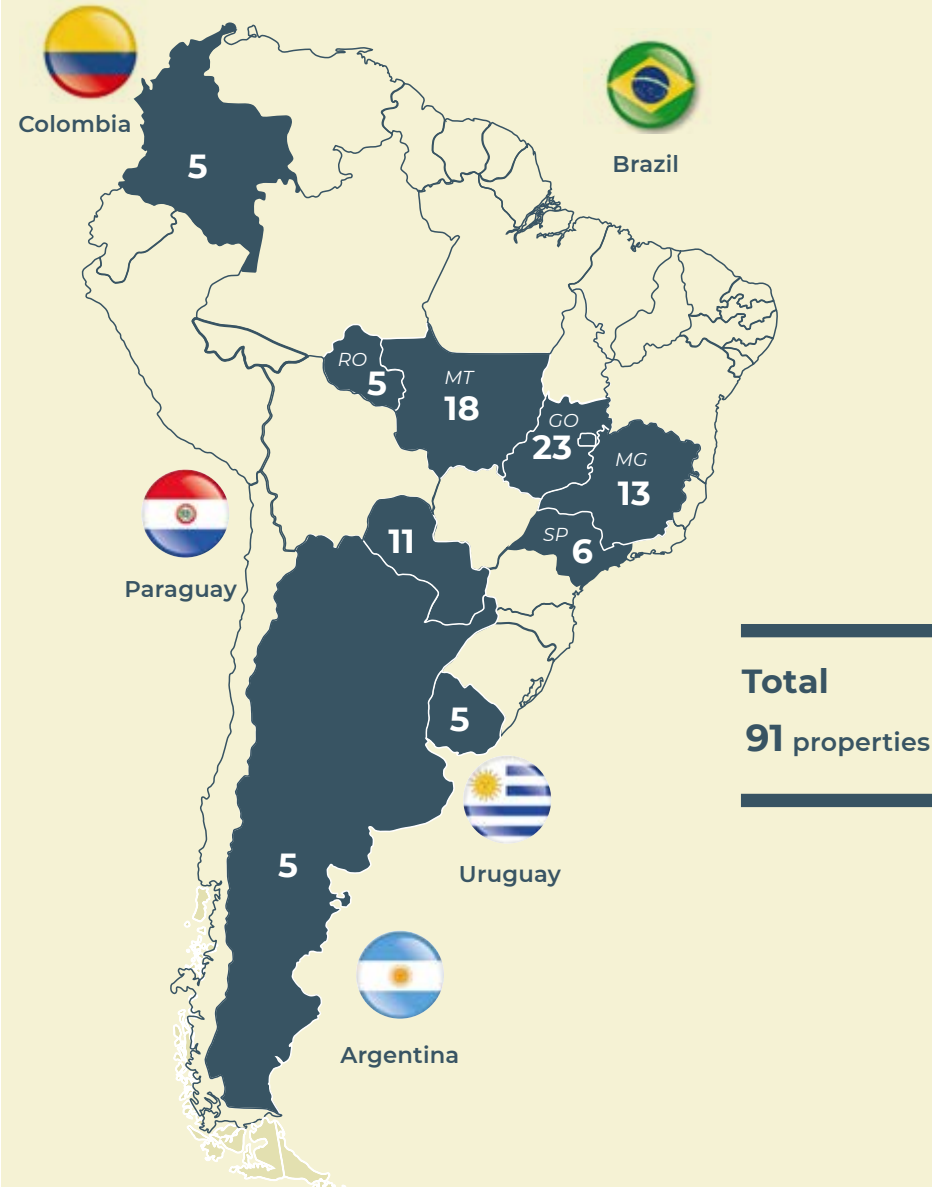 Colombia
Brazil
5
RO
5
MT
18
GO
23
MG
13
SP
6
11
Paraguay
5
Total
91 properties
5
Uruguay
Argentina